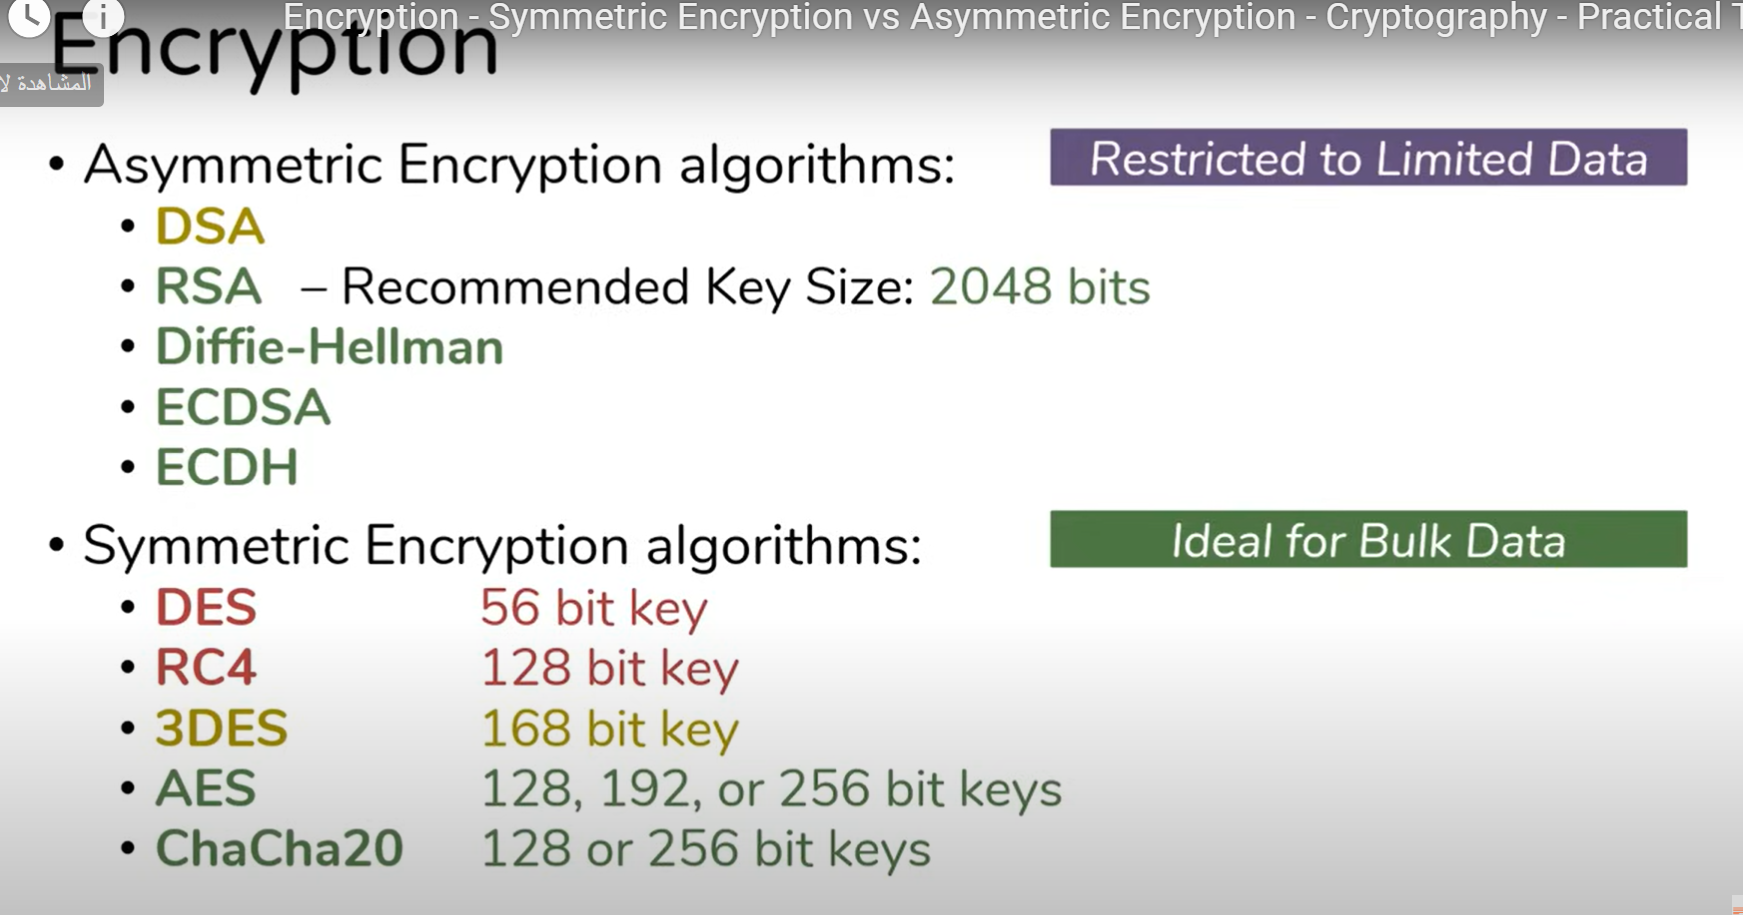 Encryption - Symmetric Encryption vs Asymmetric Encryption - Cryptography - Practical
Encryption
المشاهدة
• Asymmetric Encryption algorithms:
Restricted to Limited Data
• DSA
• RSA – Recommended Key Size: 2048 bits
• Diffie-Hellman
• ECDSA
• ECDH
• Symmetric Encryption algorithms:
Ideal for Bulk Data
• DES 56 bit key
• RC4 128 bit key
• 3DES 168 bit key
• AES 128, 192, or 256 bit keys
• ChaCha20 128 or 256 bit keys